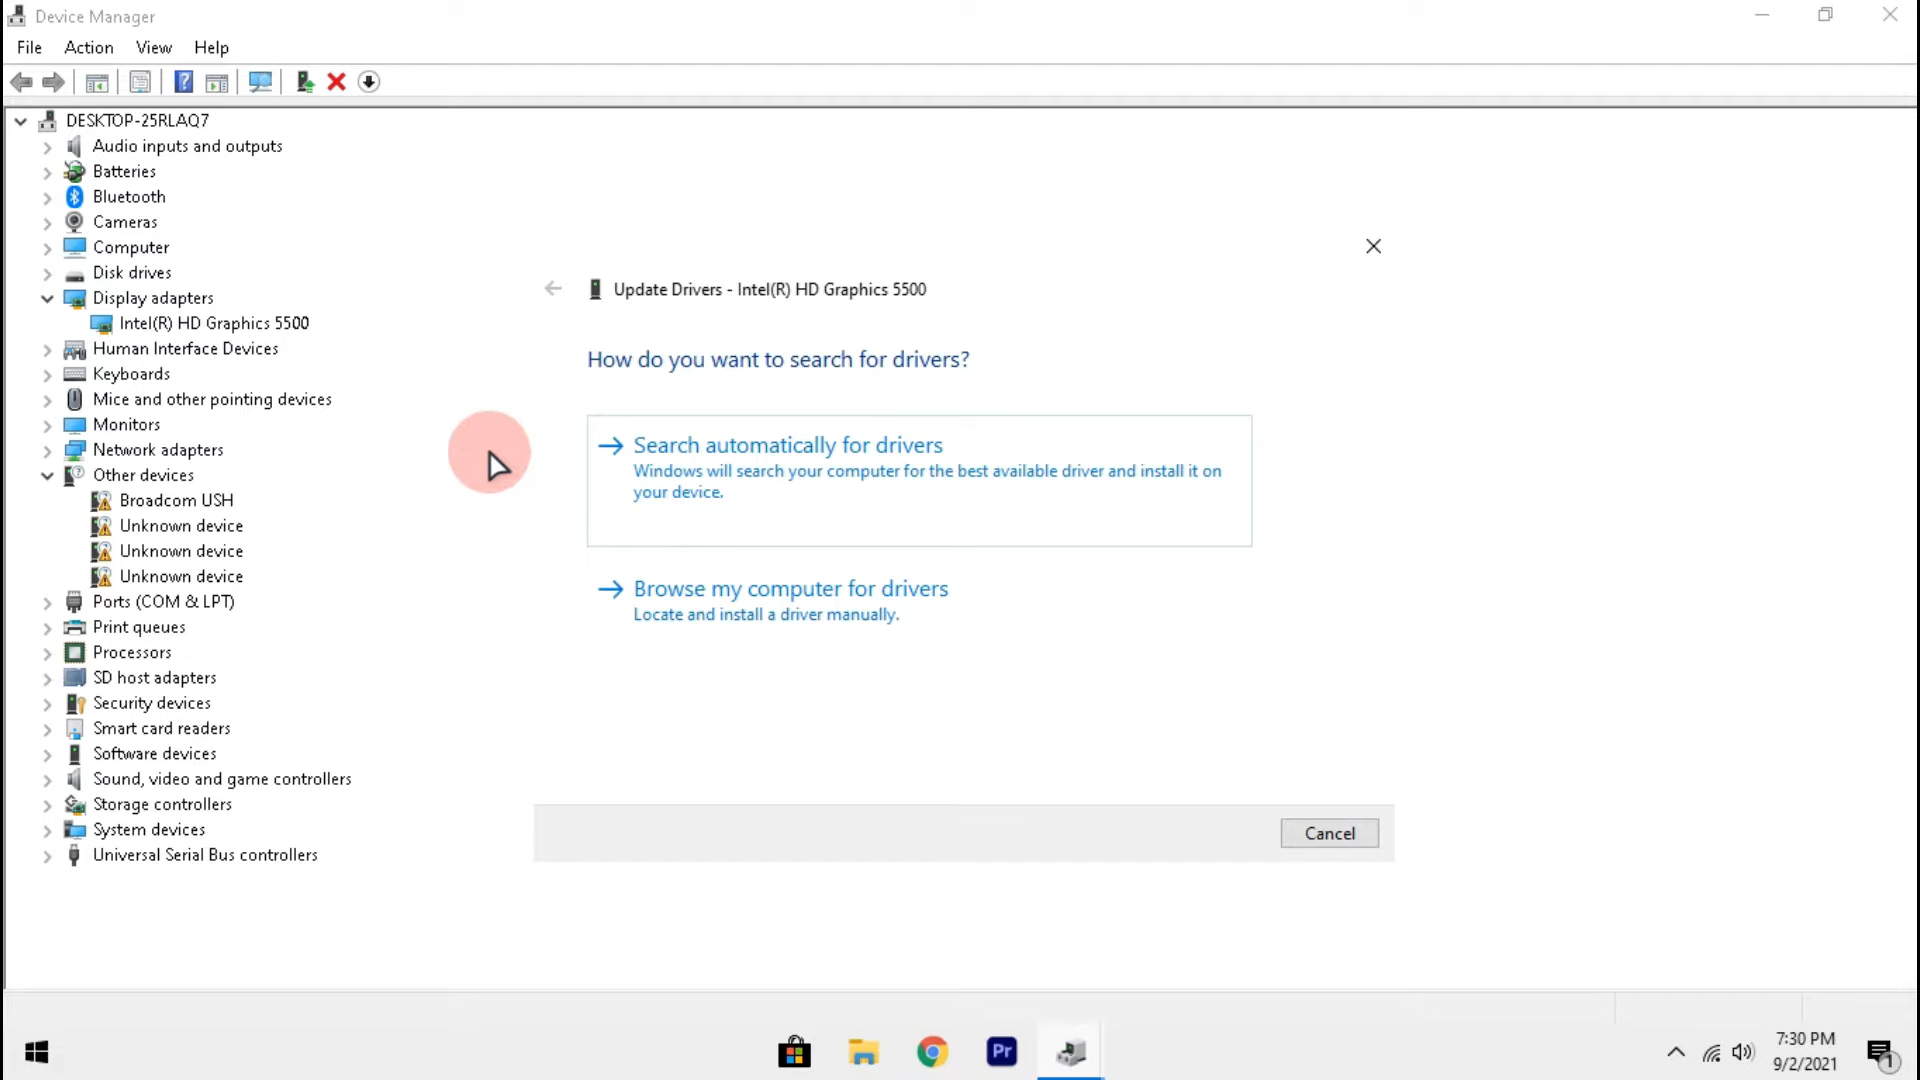 Device Manager
File Action View Help
DESKTOP-25RLAQ7
Audio inputs and outputs
Batteries
Bluetooth
Cameras
Computer
Disk drives
Display adapters
Intel(R) HD Graphics 5500
Human Interface Devices
Keyboards
Mice and other pointing devices
Monitors
Network adapters
Other devices
Broadcom USH
Unknown device
Unknown device
Unknown device
Ports (COM & LPT)
Print queues
Processors
SD host adapters
Security devices
Smart card readers
Software devices
Sound, video and game controllers
Storage controllers
System devices
Universal Serial Bus controllers
Update Drivers - Intel(R) HD Graphics 5500
How do you want to search for drivers?
Search automatically for drivers
Windows will search your computer for the best available driver and install it on
your device.
Browse my computer for drivers
Locate and install a driver manually.
Cancel
Pr
7:30 PM
9/2/2021
1